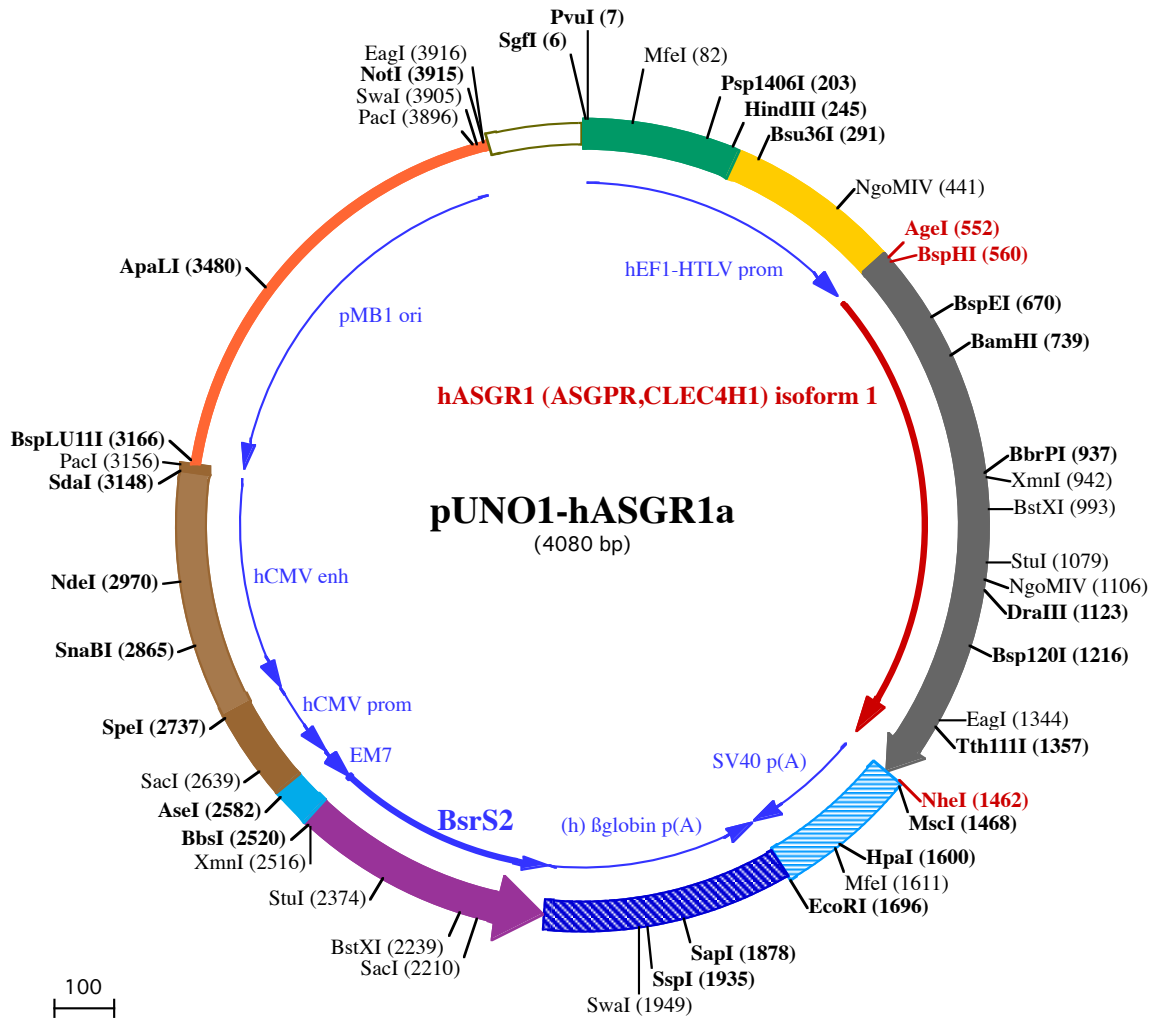 PvuI (7)
SgfI (6)
MfeI (82)
EagI (3916)
NotI (3915)
SwaI (3905)
PacI (3896)
Psp1406I (203)
HindIII (245)
Bsu36I (291)
NgoMIV (441)
AgeI (552)
BspHI (560)
hEF1-HTLV prom
ApaLI (3480)
pMB1 ori
BspEI (670)
BamHI (739)
hASGR1 (ASGPR,CLEC4H1) isoform 1
BspLU11I (3166)
PacI (3156)
SdaI (3148)
BbrPI (937)
XmnI (942)
BstXI (993)
pUNO1-hASGR1a
(4080 bp)
StuI (1079)
NgoMIV (1106)
DraIII (1123)
hCMV enh
NdeI (2970)
SnaBI (2865)
Bsp120I (1216)
hCMV prom
SpeI (2737)
EagI (1344)
Tth111I (1357)
EM7
SV40 p(A)
SacI (2639)
AseI (2582)
BbsI (2520)
XmnI (2516)
BsrS2
(h) ßglobin p(A)
NheI (1462)
MscI (1468)
HpaI (1600)
MfeI (1611)
EcoRI (1696)
StuI (2374)
BstXI (2239)
SacI (2210)
SapI (1878)
SspI (1935)
SwaI (1949)
100